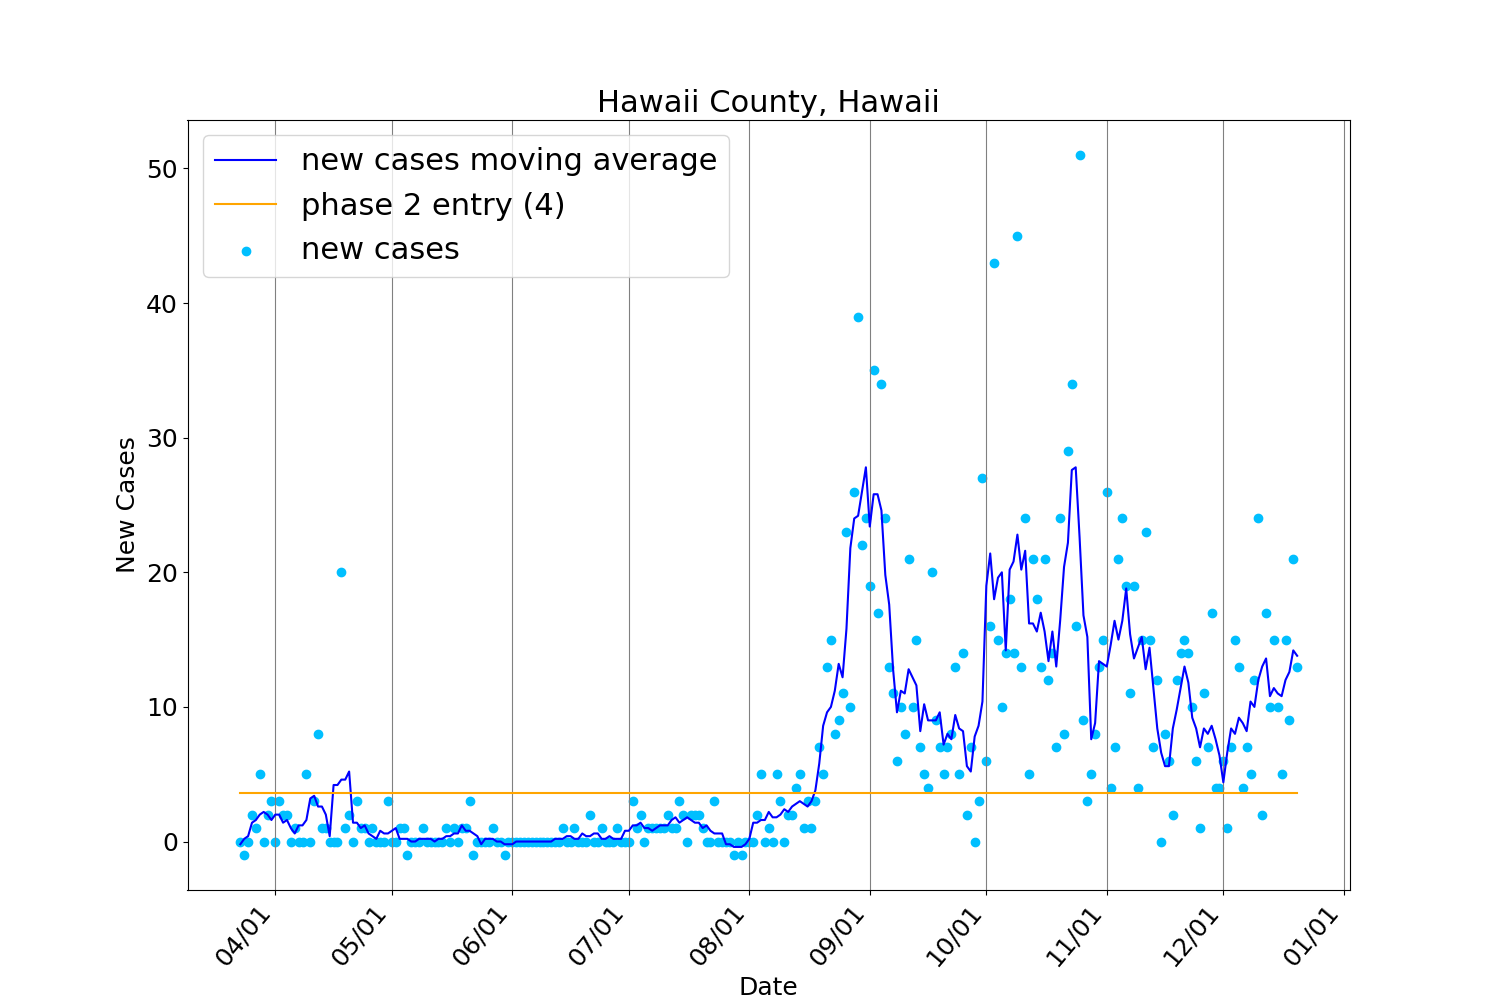 Hawaii County, Hawaii
new cases moving average
phase 2 entry (4)
new cases
50
40
30
20
10
0
New Cases
04/01
05/01
06/01
07/01
08/01
09/01
10/01
11/01
12/01
01/01
Date